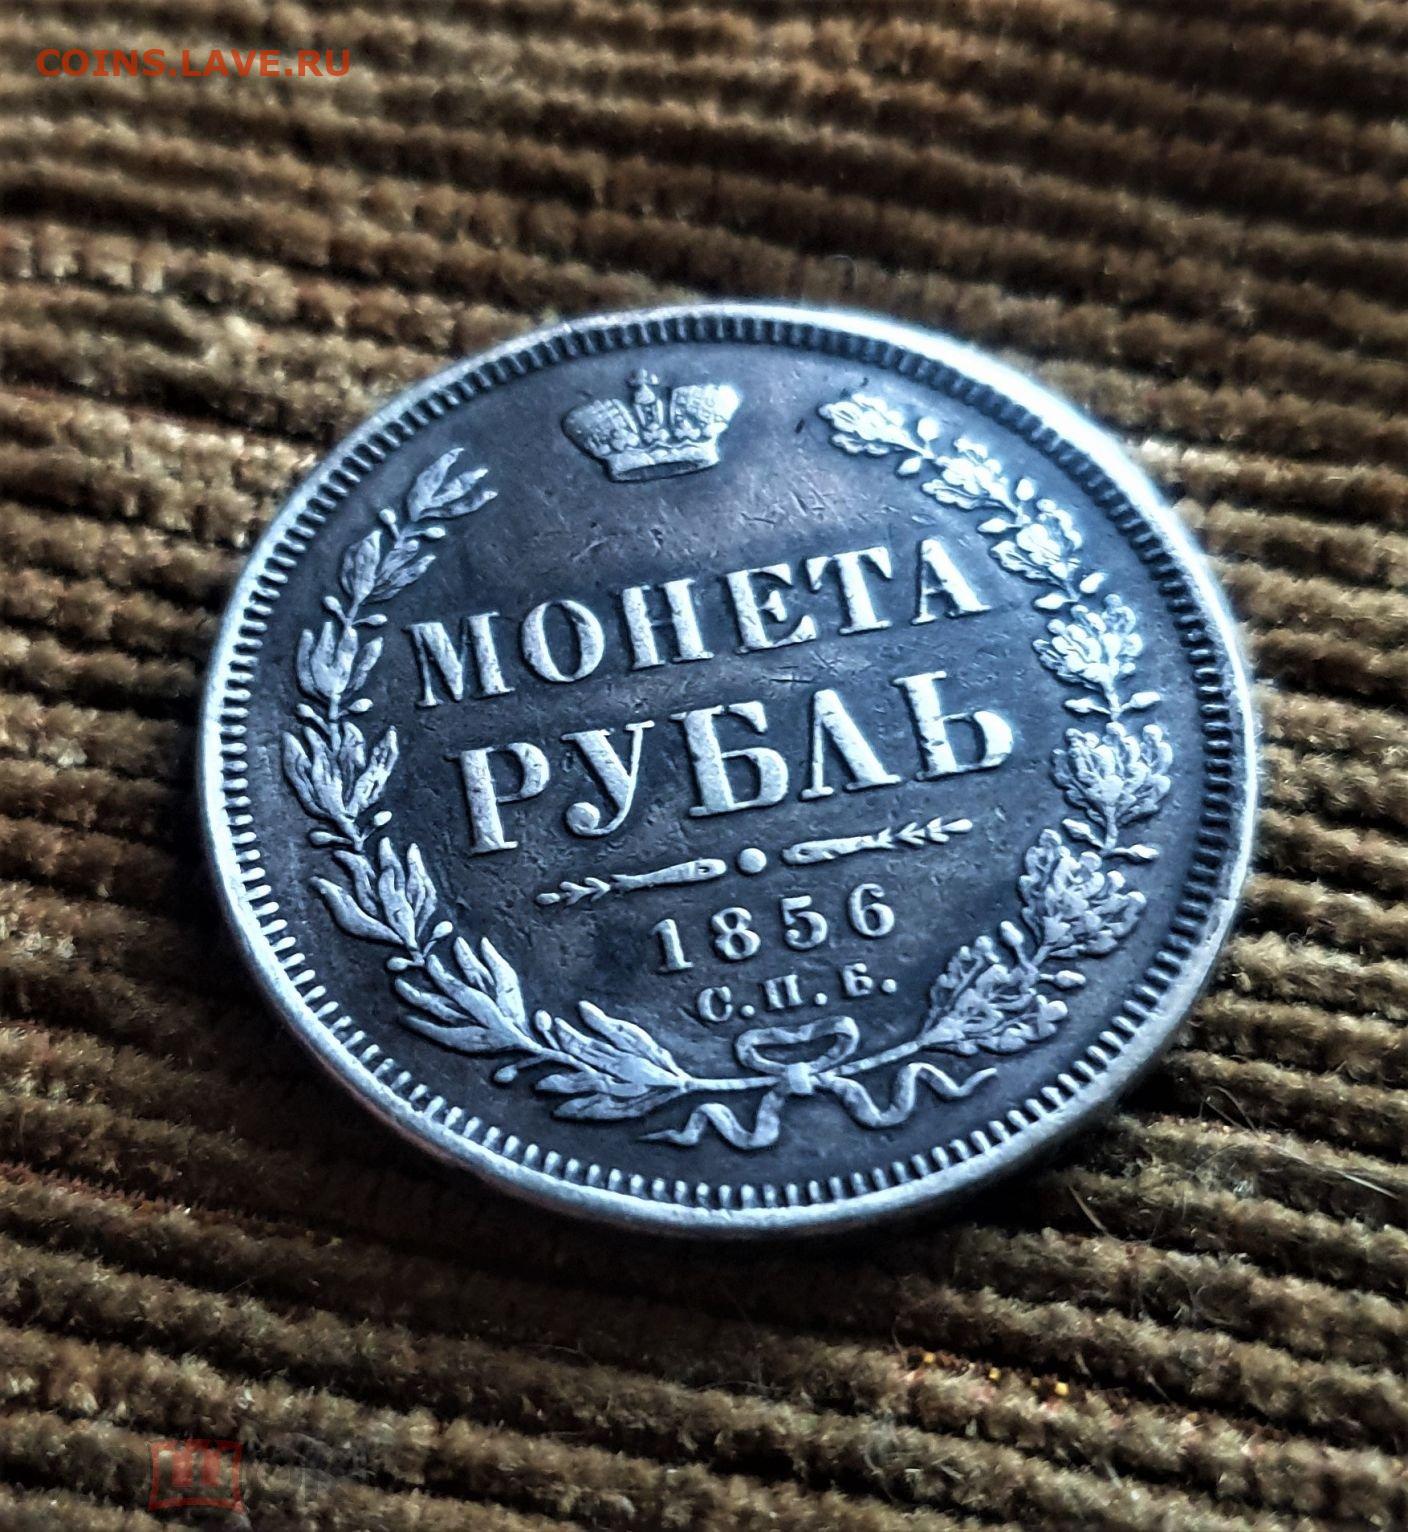 COINS.LAVE.RU
МОНЕТА
РУБЛЬ
1856
С.П.Б.